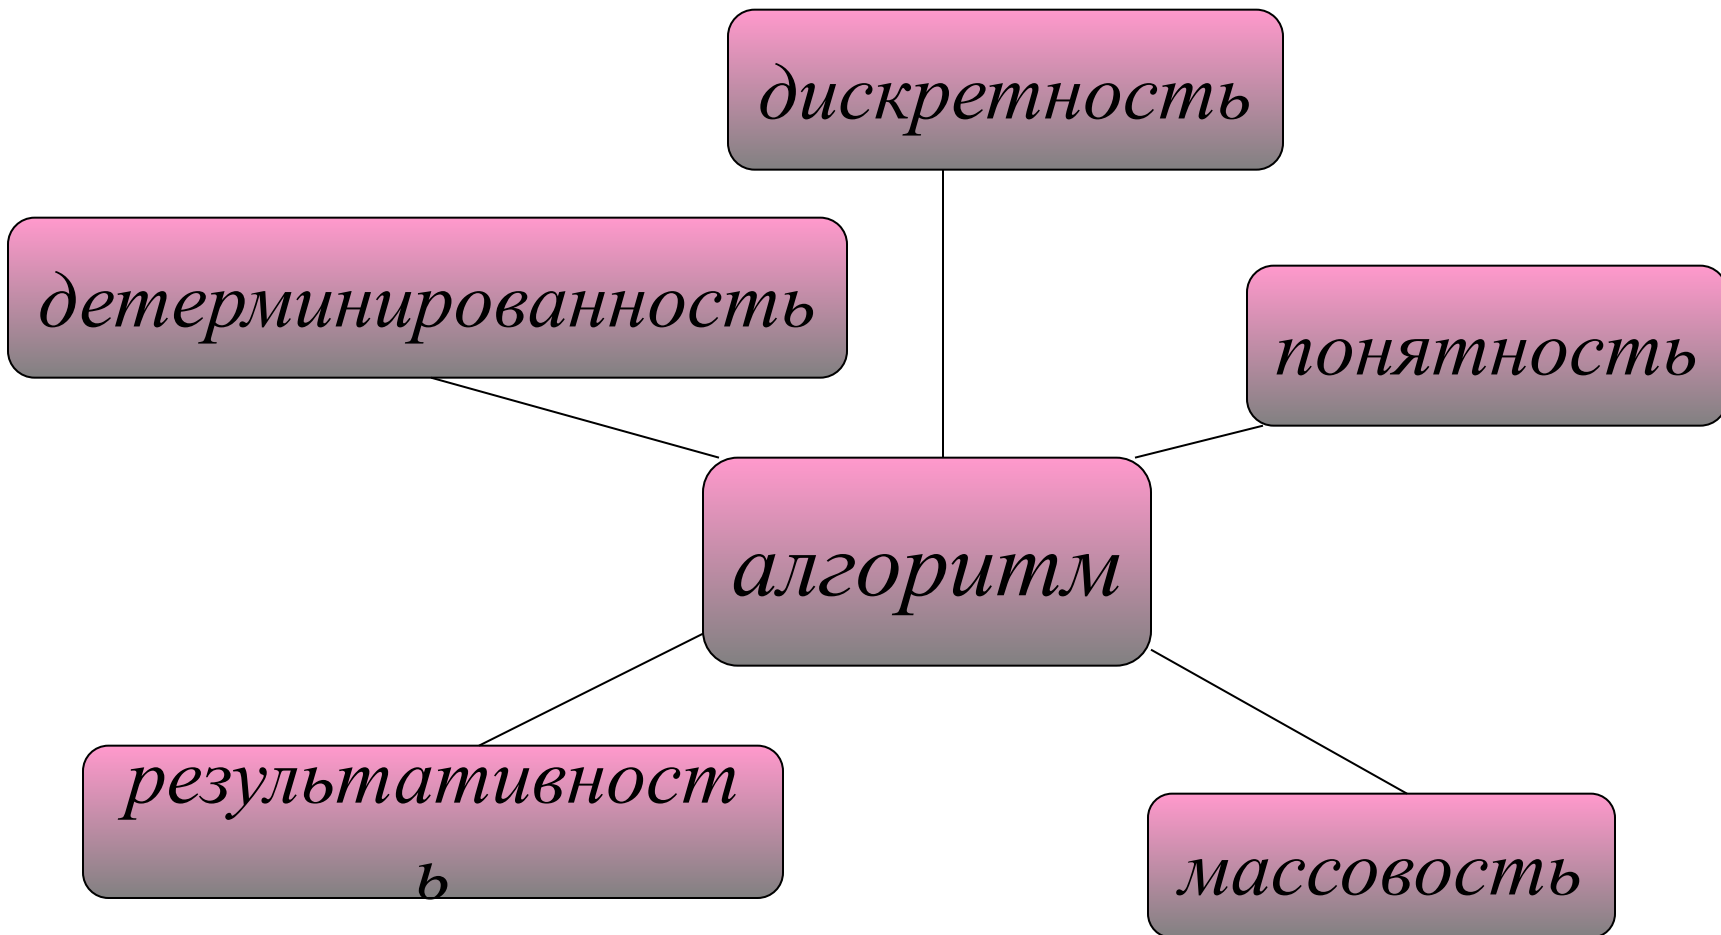 дискретность
детерминированность
понятность
алгоритм
результативност
ь
массовость